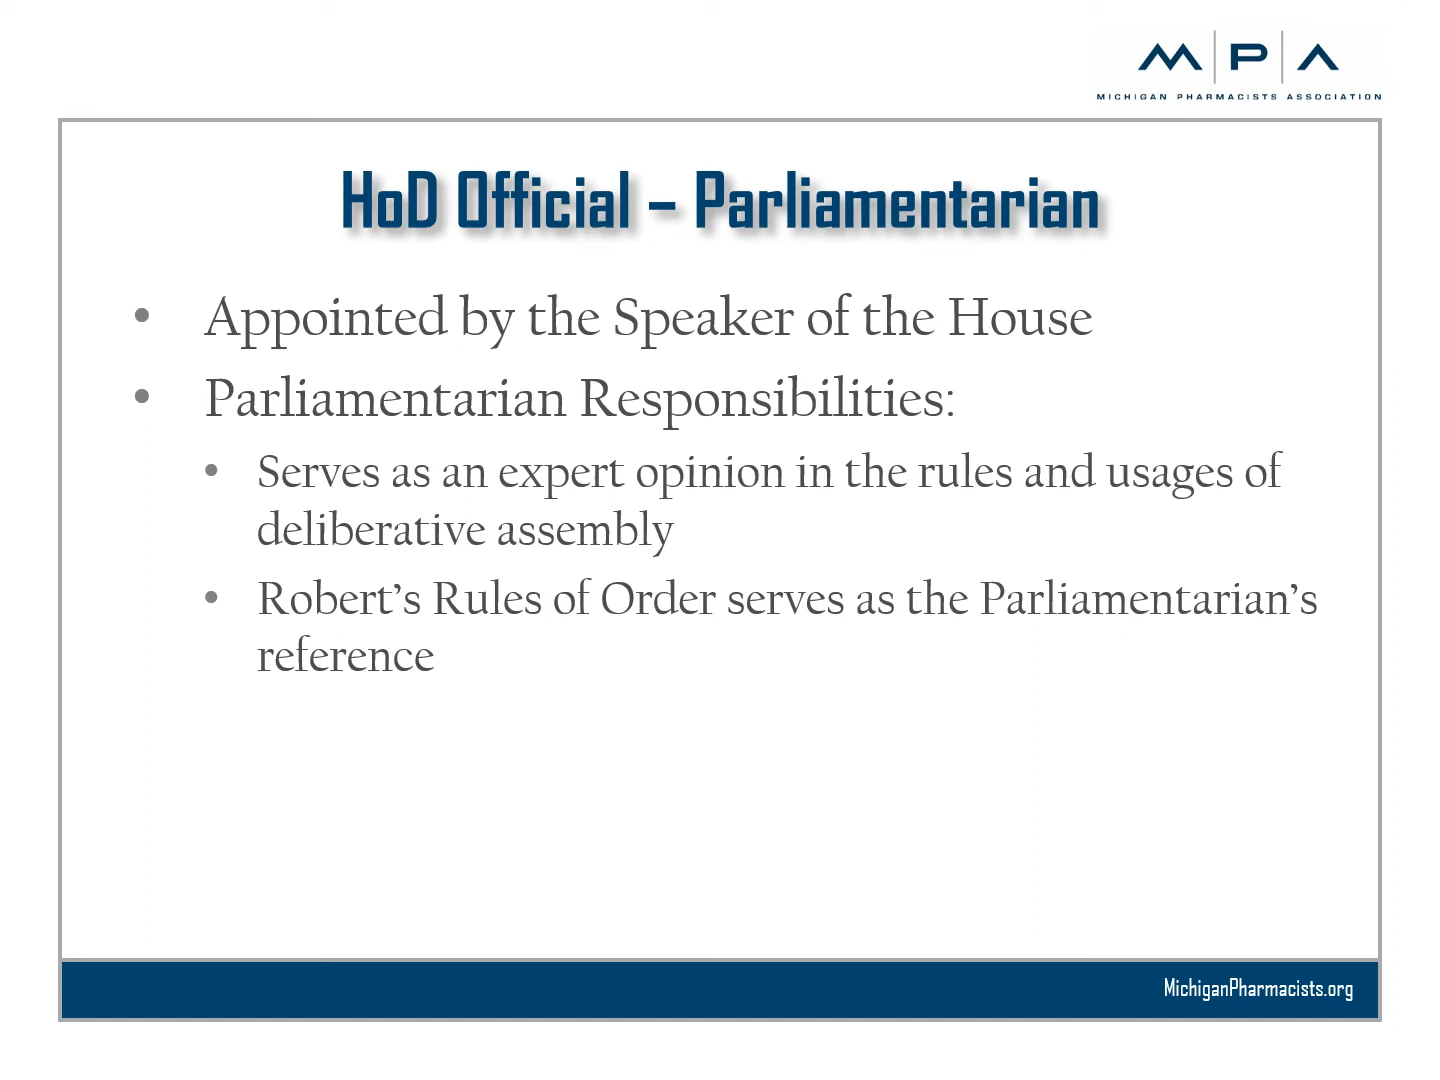 M P A
MICHIGAN PHARMACISTS ASSOCIATION
HoD Official – Parliamentarian
• Appointed by the Speaker of the House
• Parliamentarian Responsibilities:
• Serves as an expert opinion in the rules and usages of
deliberative assembly
• Robert’s Rules of Order serves as the Parliamentarian’s
reference
MichiganPharmacists.org